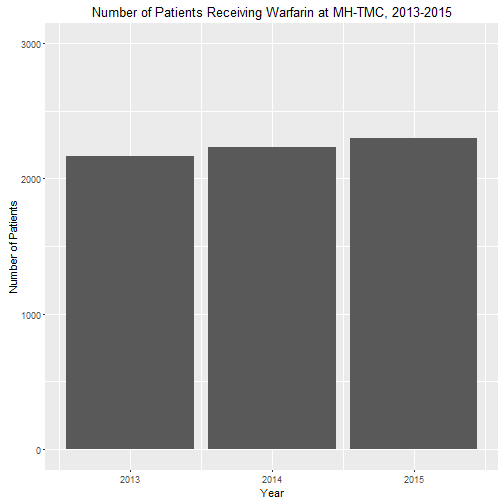 Number of Patients Receiving Warfarin at MH-TMC, 2013-2015
3000
2000
1000
0
Number of Patients
2013 2014 2015
Year